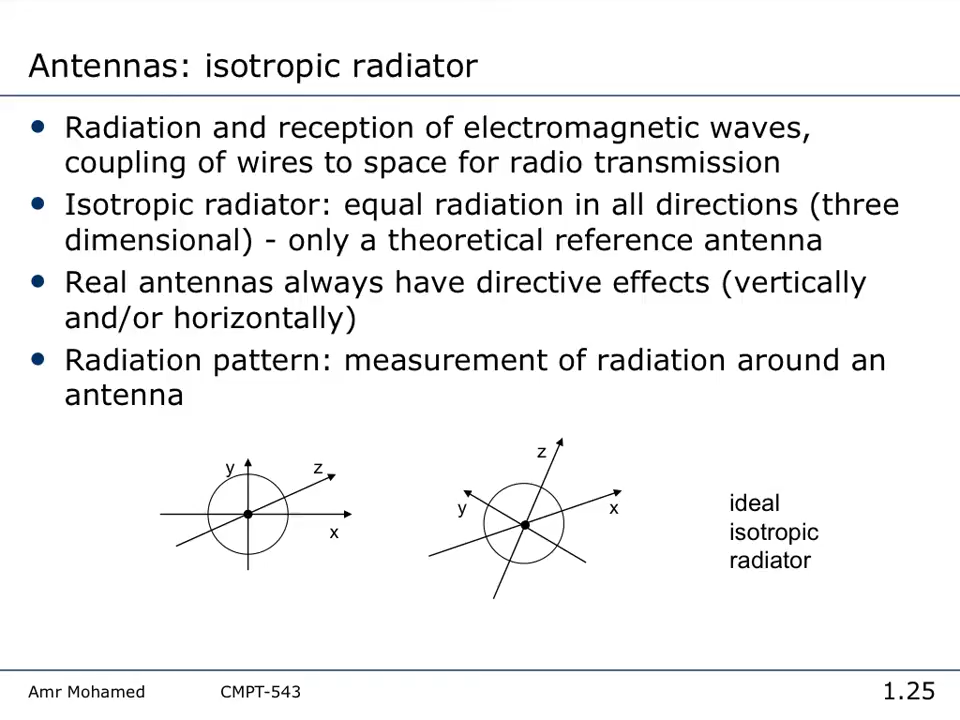 Antennas: isotropic radiator
• Radiation and reception of electromagnetic waves,
coupling of wires to space for radio transmission
• Isotropic radiator: equal radiation in all directions (three
dimensional) - only a theoretical reference antenna
• Real antennas always have directive effects (vertically
and/or horizontally)
• Radiation pattern: measurement of radiation around an
antenna
y
z
x
z
y
x
ideal
isotropic
radiator
Amr Mohamed CMPT-543 1.25